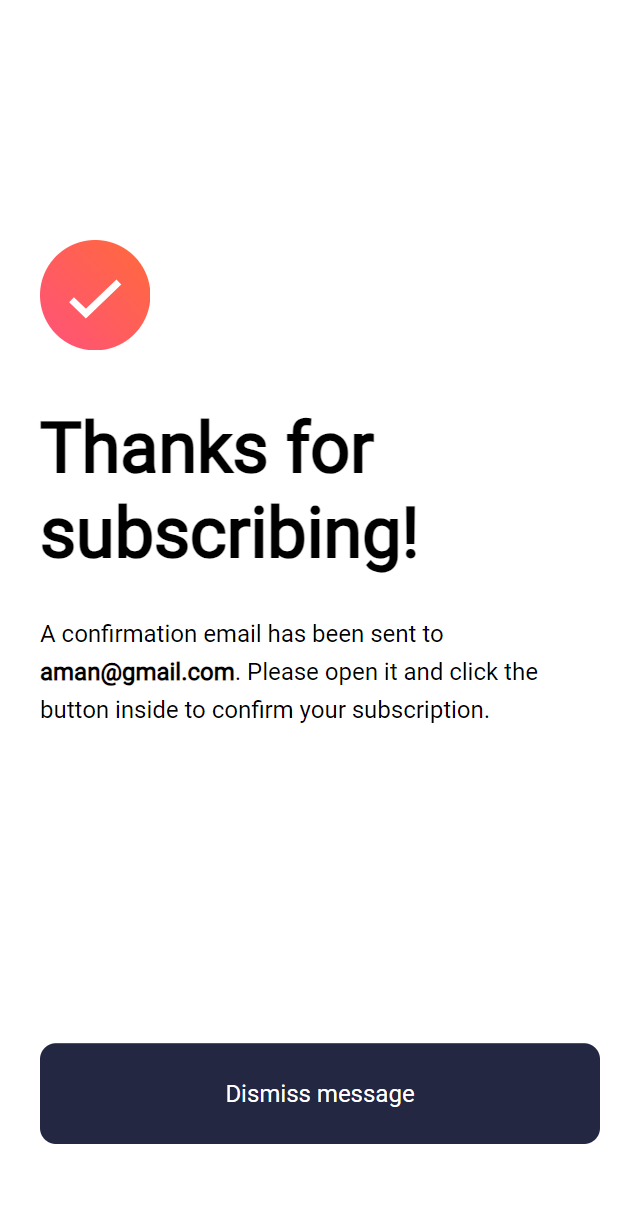 Thanks for
subscribing!
A confirmation email has been sent to
aman@gmail.com. Please open it and click the
button inside to confirm your subscription.
Dismiss message